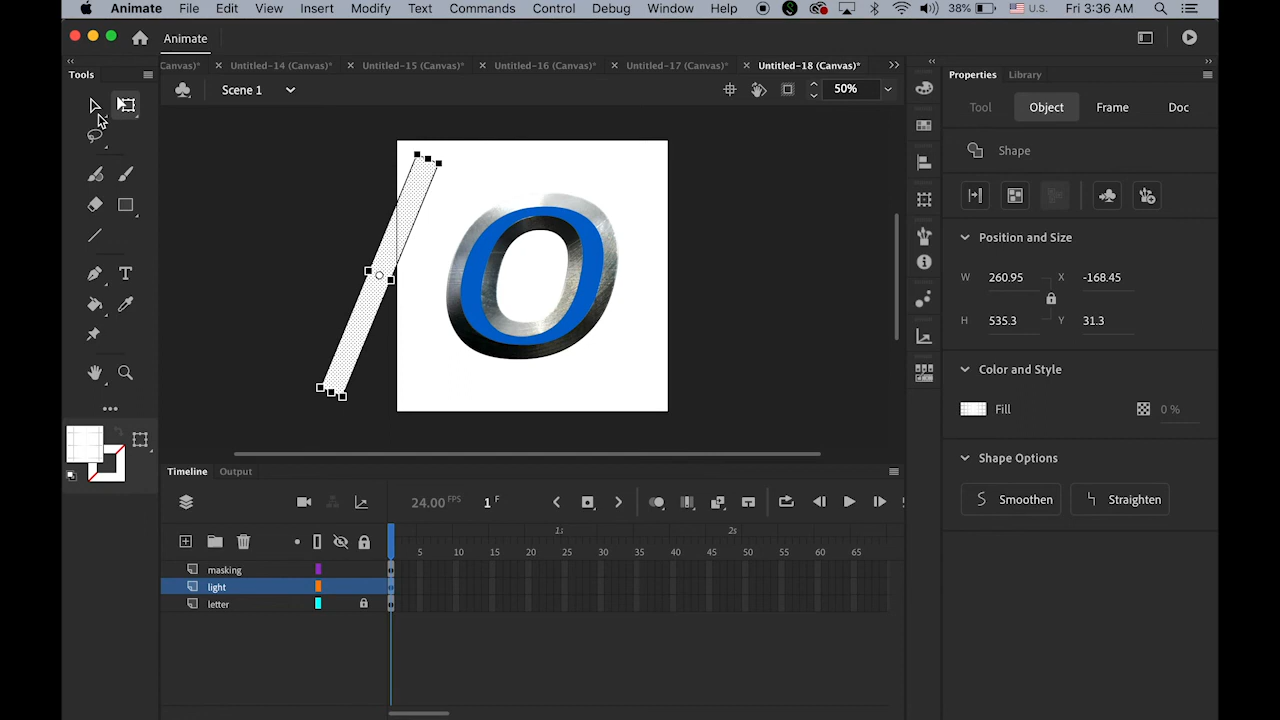 Animate File Edit View Insert Modify Text Commands Control Debug Window Help 38% U.S. Fri 3:36 AM
Animate
Tools
(Canvas)* Untitled-14 (Canvas)* Untitled-15 (Canvas)* Untitled-16 (Canvas)* Untitled-17 (Canvas)* Untitled-18 (Canvas)*
Properties Library
Scene 1 50%
Tool Object Frame Doc
Shape
Position and Size
W 260.95 X -168.45
H 535.3 Y 31.3
Color and Style
Fill 0 %
Shape Options
Smoothen Straighten
O
Timeline Output
24.00 FPS 1 F
1s 2s
5 10 15 20 25 30 35 40 45 50 55 60 65
masking
light
letter